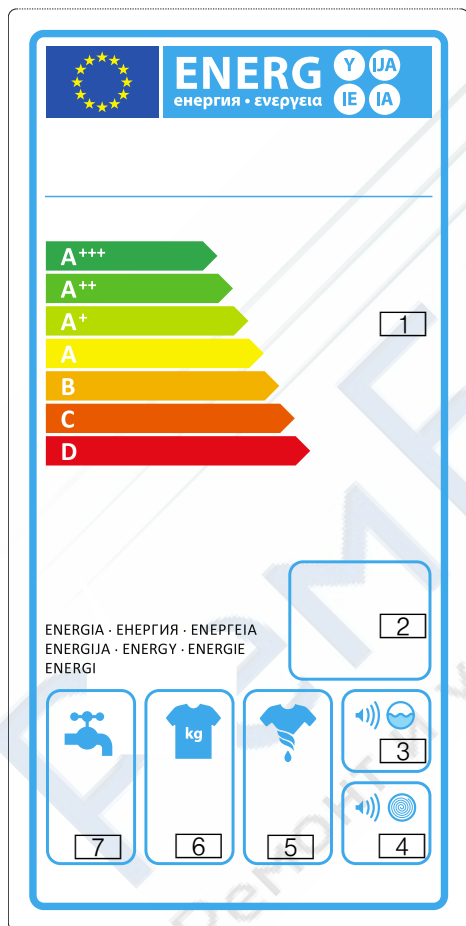 ENERG Y IJA
енергия · ενεργεια IE IA
A+++
A++
A+
1
A
B
C
D
2
ENERGIA · ЕНЕРГИЯ · ΕΝΕΡΓΕΙΑ
ENERGIJA · ENERGY · ENERGIE
ENERGI
kg
3
7 6 5 4
Ремонт и